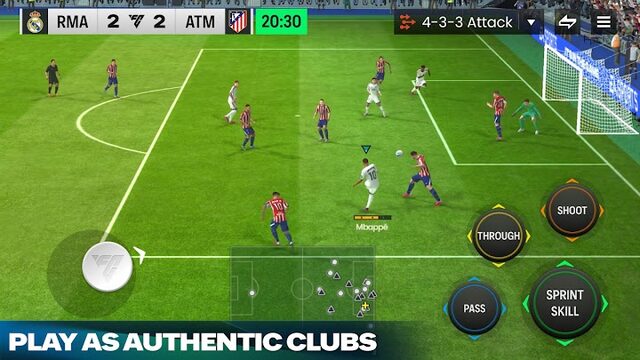 RMA 2 2 ATM 20:30
4-3-3 Attack
10
Mbappé
SHOOT
THROUGH
PASS
SPRINT
SKILL
PLAY AS AUTHENTIC CLUBS